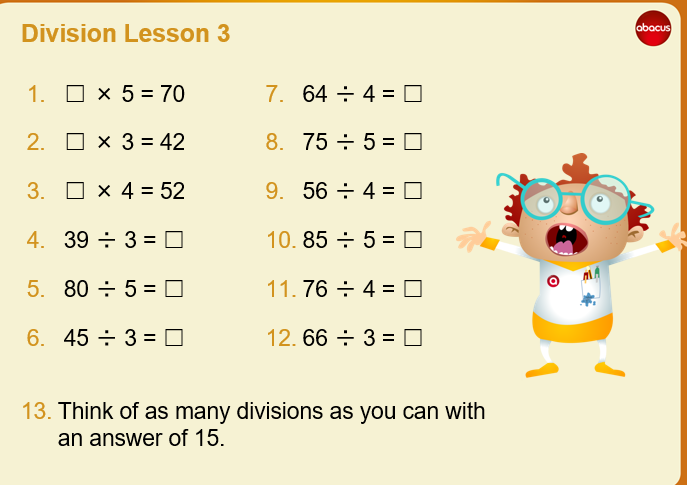 Division Lesson 3
abacus
1. □ × 5 = 70
2. □ × 3 = 42
3. □ × 4 = 52
4. 39 ÷ 3 = □
5. 80 ÷ 5 = □
6. 45 ÷ 3 = □
7. 64 ÷ 4 = □
8. 75 ÷ 5 = □
9. 56 ÷ 4 = □
10. 85 ÷ 5 = □
11. 76 ÷ 4 = □
12. 66 ÷ 3 = □
13. Think of as many divisions as you can with
an answer of 15.